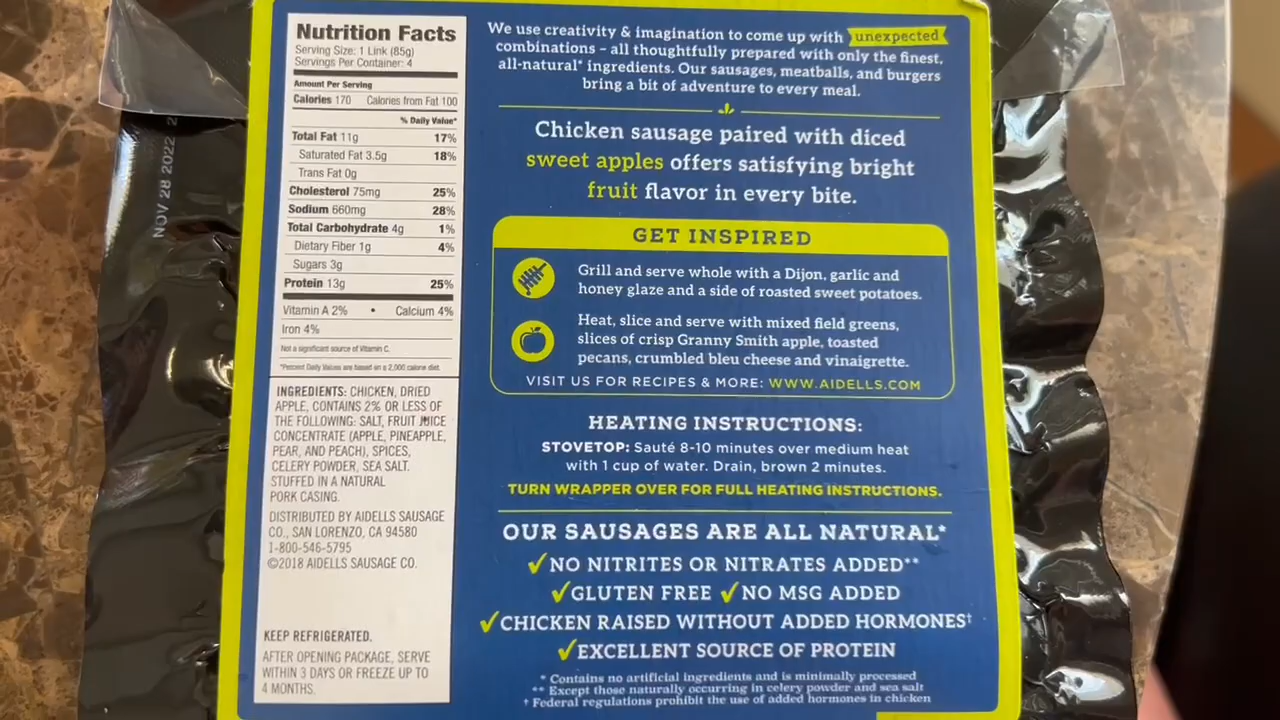 Nutrition Facts
Serving Size: 1 Link (85g)
Servings Per Container: 4
Amount Per Serving
Calories 170 Calories from Fat 100
% Daily Value*
Total Fat 11g 17%
Saturated Fat 3.5g 18%
Trans Fat 0g
Cholesterol 75mg 25%
Sodium 660mg 28%
Total Carbohydrate 4g 1%
Dietary Fiber 1g 4%
Sugars 3g
Protein 13g 25%
Vitamin A 2% • Calcium 4%
Iron 4%
Not a significant source of Vitamin C.
*Percent Daily Values are based on a 2,000 calorie diet.
INGREDIENTS: CHICKEN, DRIED
APPLE, CONTAINS 2% OR LESS OF
THE FOLLOWING: SALT, FRUIT JUICE
CONCENTRATE (APPLE, PINEAPPLE,
PEAR, AND PEACH), SPICES,
CELERY POWDER, SEA SALT.
STUFFED IN A NATURAL
PORK CASING.
DISTRIBUTED BY AIDELLS SAUSAGE
CO., SAN LORENZO, CA 94580
1-800-546-5795
©2018 AIDELLS SAUSAGE CO.
KEEP REFRIGERATED.
AFTER OPENING PACKAGE, SERVE
WITHIN 3 DAYS OR FREEZE UP TO
4 MONTHS.
We use creativity & imagination to come up with unexpected
combinations – all thoughtfully prepared with only the finest,
all-natural* ingredients. Our sausages, meatballs, and burgers
bring a bit of adventure to every meal.
Chicken sausage paired with diced
sweet apples offers satisfying bright
fruit flavor in every bite.
GET INSPIRED
Grill and serve whole with a Dijon, garlic and
honey glaze and a side of roasted sweet potatoes.
Heat, slice and serve with mixed field greens,
slices of crisp Granny Smith apple, toasted
pecans, crumbled bleu cheese and vinaigrette.
VISIT US FOR RECIPES & MORE: WWW.AIDELLS.COM
HEATING INSTRUCTIONS:
STOVETOP: Sauté 8-10 minutes over medium heat
with 1 cup of water. Drain, brown 2 minutes.
TURN WRAPPER OVER FOR FULL HEATING INSTRUCTIONS.
OUR SAUSAGES ARE ALL NATURAL*
✓NO NITRITES OR NITRATES ADDED**
✓GLUTEN FREE ✓NO MSG ADDED
✓CHICKEN RAISED WITHOUT ADDED HORMONES†
✓EXCELLENT SOURCE OF PROTEIN
* Contains no artificial ingredients and is minimally processed
** Except those naturally occurring in celery powder and sea salt
† Federal regulations prohibit the use of added hormones in chicken
NOV 28 2022 2